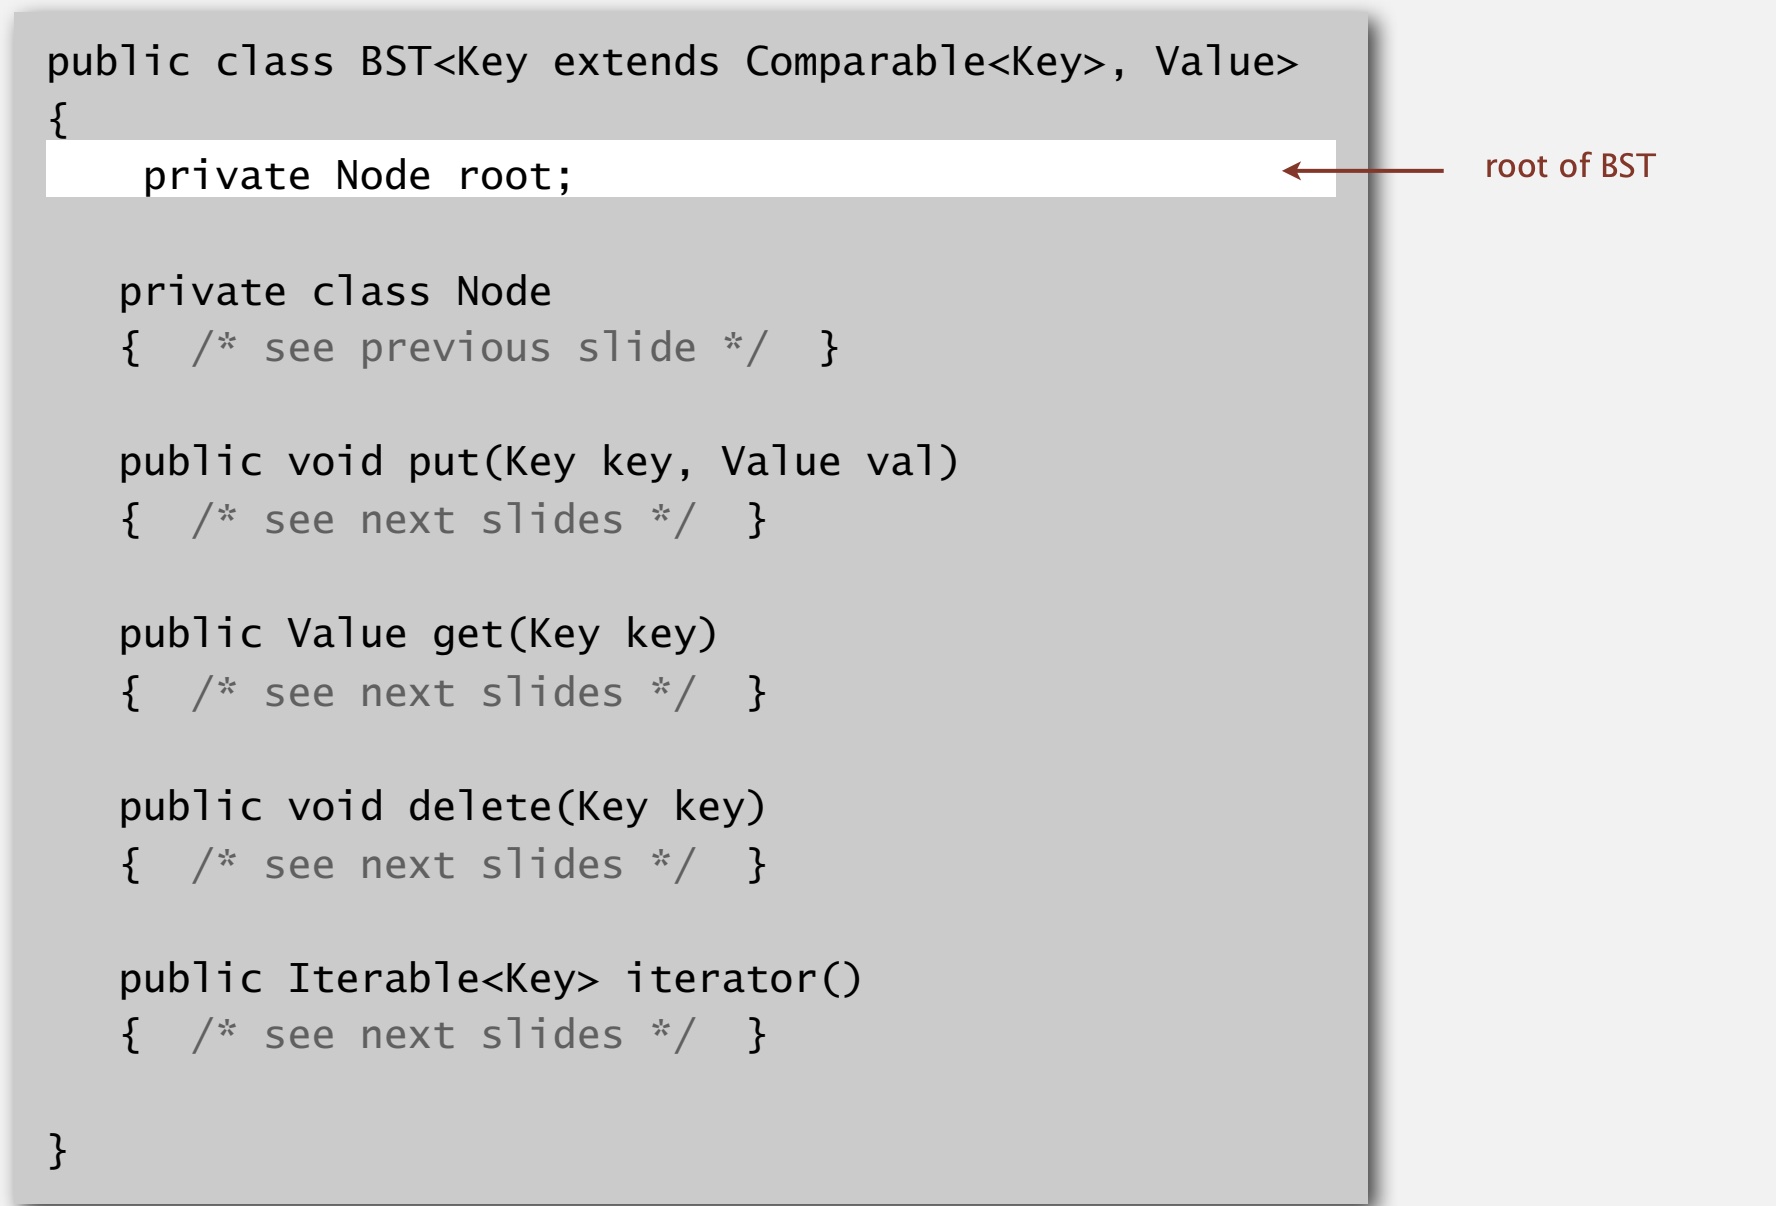 public class BST<Key extends Comparable<Key>, Value>
{
private Node root;
root of BST
private class Node
{ /* see previous slide */ }
public void put(Key key, Value val)
{ /* see next slides */ }
public Value get(Key key)
{ /* see next slides */ }
public void delete(Key key)
{ /* see next slides */ }
public Iterable<Key> iterator()
{ /* see next slides */ }
}